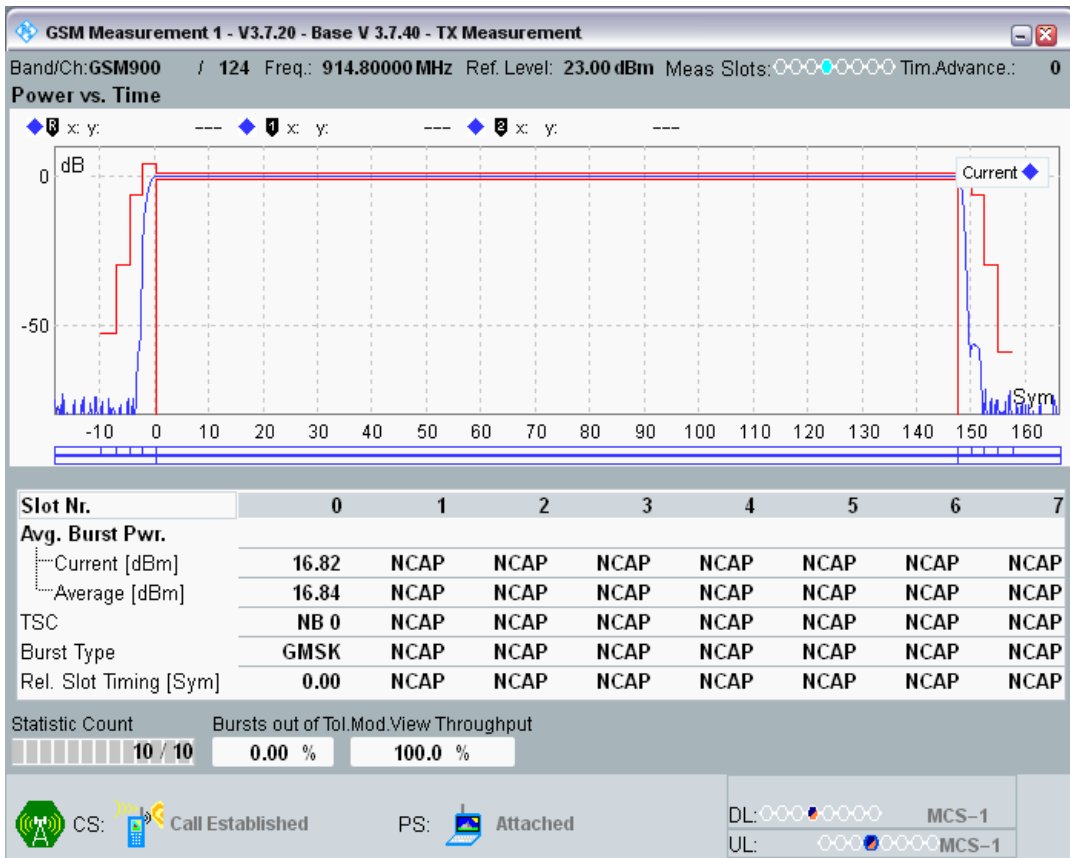 GSM Measurement 1 - V3.7.20 - Base V 3.7.40 - TX Measurement
Band/Ch:GSM900 / 124 Freq.: 914.80000 MHz Ref. Level: 23.00 dBm Meas Slots: Tim.Advance.: 0
Power vs. Time
R x: y: --- 1 x: y: --- 2 x: y: ---
dB
Current
0
-50
Sym
-10 0 10 20 30 40 50 60 70 80 90 100 110 120 130 140 150 160
Slot Nr. 0 1 2 3 4 5 6 7
Avg. Burst Pwr.
Current [dBm] 16.82 NCAP NCAP NCAP NCAP NCAP NCAP NCAP
Average [dBm] 16.84 NCAP NCAP NCAP NCAP NCAP NCAP NCAP
TSC NB 0 NCAP NCAP NCAP NCAP NCAP NCAP NCAP
Burst Type GMSK NCAP NCAP NCAP NCAP NCAP NCAP NCAP
Rel. Slot Timing [Sym] 0.00 NCAP NCAP NCAP NCAP NCAP NCAP NCAP
Statistic Count Bursts out of Tol.Mod.View Throughput
10 / 10 0.00 % 100.0 %
CS: Call Established PS: Attached
DL: MCS-1
UL: MCS-1